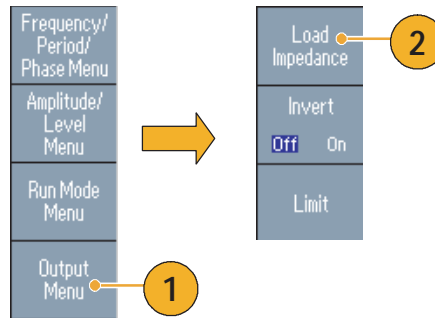 Frequency/
Period/
Phase Menu
Amplitude/
Level
Menu
Run Mode
Menu
Output
Menu
1
Load
Impedance
2
Invert
Off On
Limit